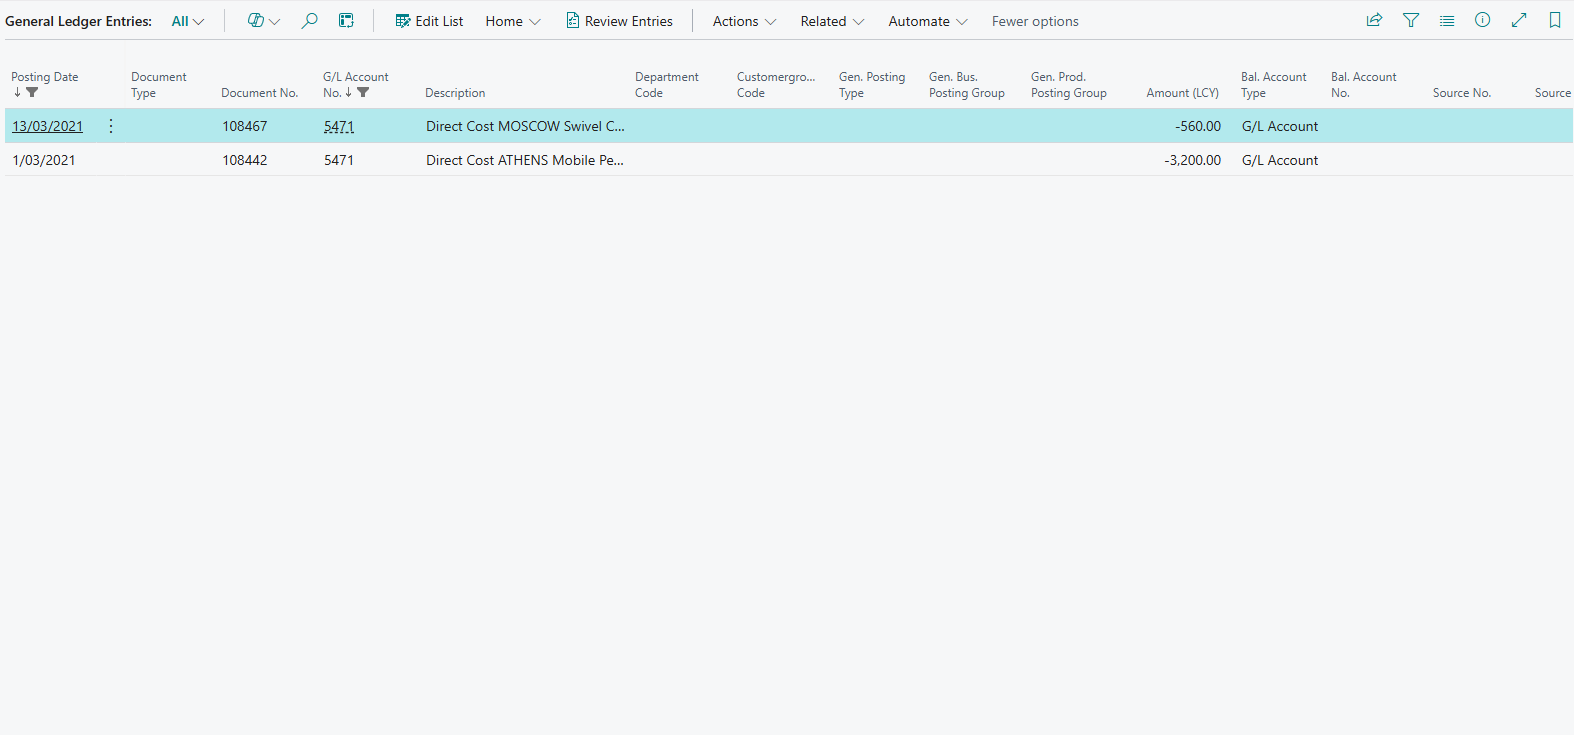 General Ledger Entries: All Edit List Home Review Entries Actions Related Automate Fewer options
Posting Date
Document
Type
Document No.
G/L Account
No.
Description
Department
Code
Customergro...
Code
Gen. Posting
Type
Gen. Bus.
Posting Group
Gen. Prod.
Posting Group
Amount (LCY)
Bal. Account
Type
Bal. Account
No.
Source No.
Source
13/03/2021 108467 5471 Direct Cost MOSCOW Swivel C... -560.00 G/L Account
1/03/2021 108442 5471 Direct Cost ATHENS Mobile Pe... -3,200.00 G/L Account